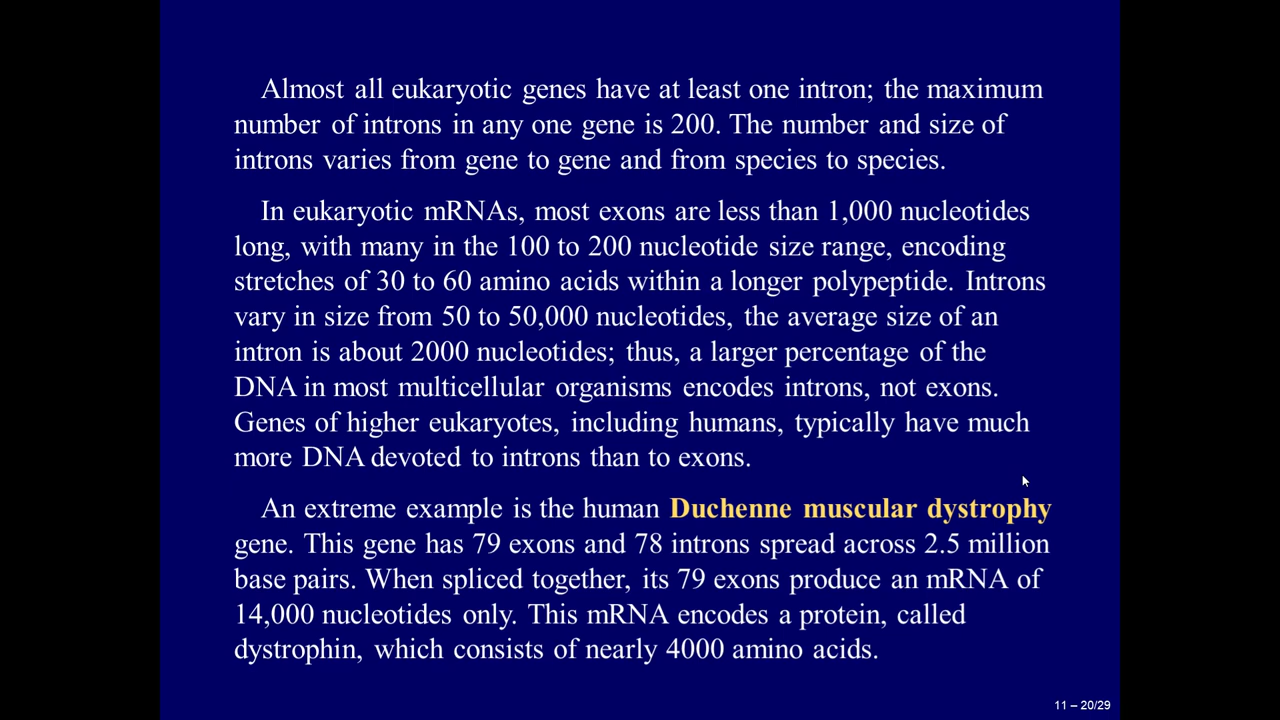 Almost all eukaryotic genes have at least one intron; the maximum
number of introns in any one gene is 200. The number and size of
introns varies from gene to gene and from species to species.
In eukaryotic mRNAs, most exons are less than 1,000 nucleotides
long, with many in the 100 to 200 nucleotide size range, encoding
stretches of 30 to 60 amino acids within a longer polypeptide. Introns
vary in size from 50 to 50,000 nucleotides, the average size of an
intron is about 2000 nucleotides; thus, a larger percentage of the
DNA in most multicellular organisms encodes introns, not exons.
Genes of higher eukaryotes, including humans, typically have much
more DNA devoted to introns than to exons.
An extreme example is the human Duchenne muscular dystrophy
gene. This gene has 79 exons and 78 introns spread across 2.5 million
base pairs. When spliced together, its 79 exons produce an mRNA of
14,000 nucleotides only. This mRNA encodes a protein, called
dystrophin, which consists of nearly 4000 amino acids.
11 – 20/29